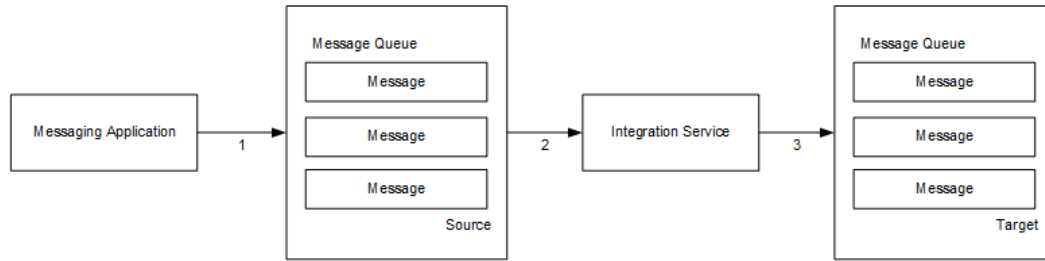 Messaging Application
1
Message Queue
Message
Message
Message
Source
2
Integration Service
3
Message Queue
Message
Message
Message
Target